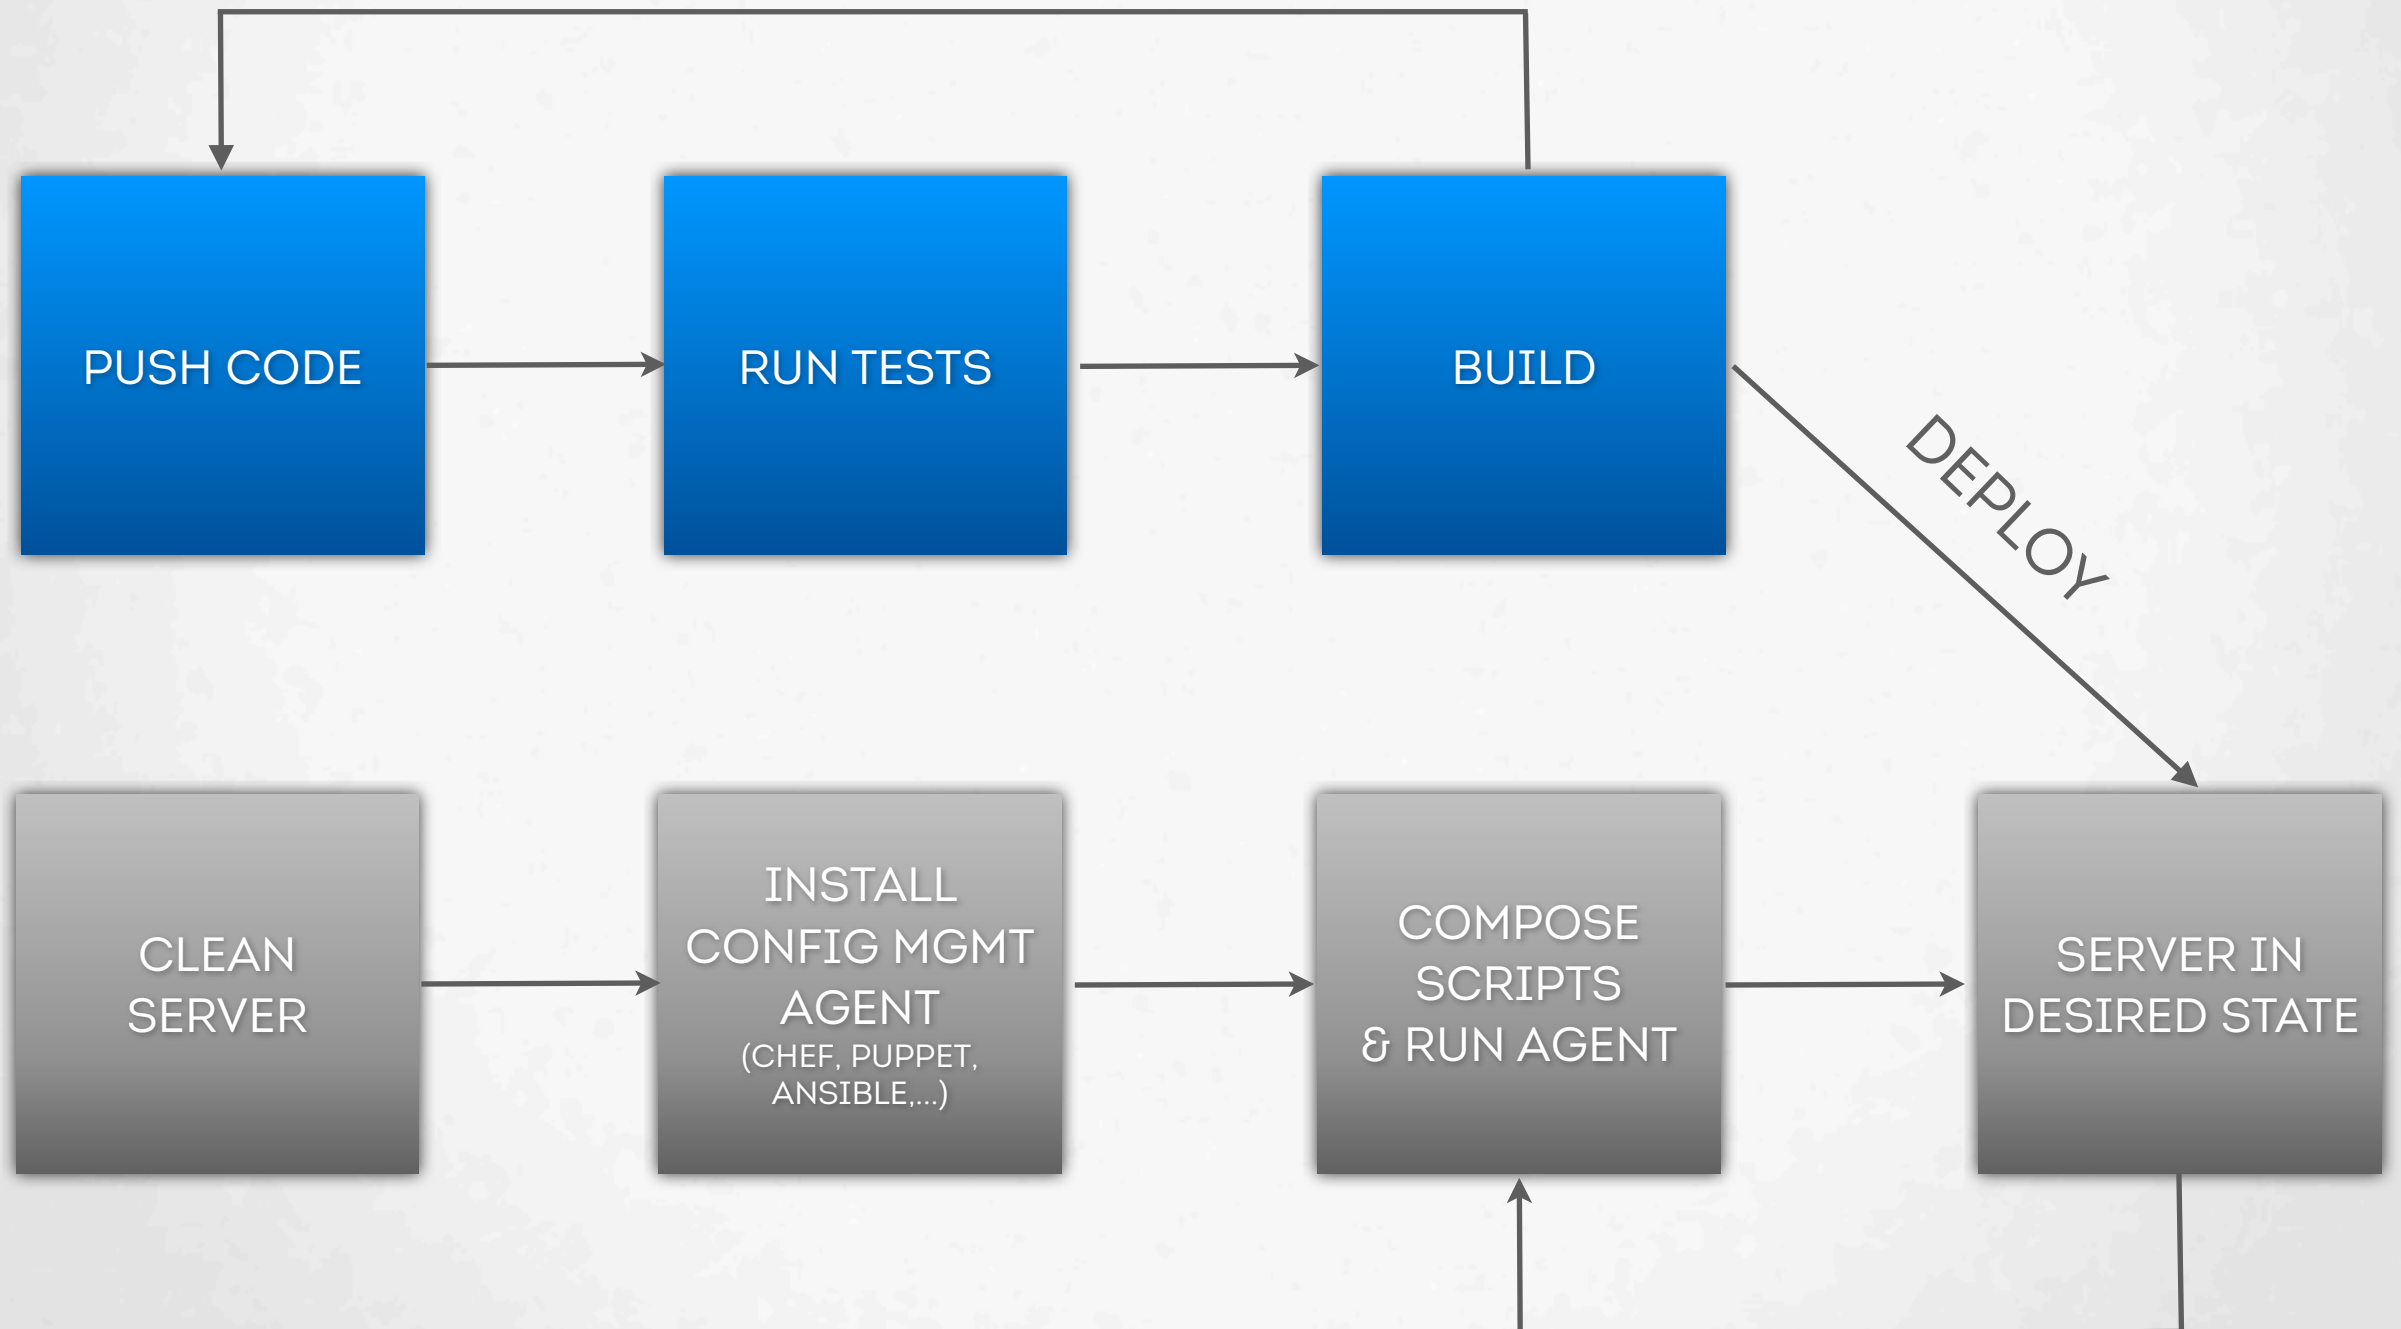 PUSH CODE
RUN TESTS
BUILD
DEPLOY
CLEAN
SERVER
INSTALL
CONFIG MGMT
AGENT
(CHEF, PUPPET,
ANSIBLE,...)
COMPOSE
SCRIPTS
& RUN AGENT
SERVER IN
DESIRED STATE